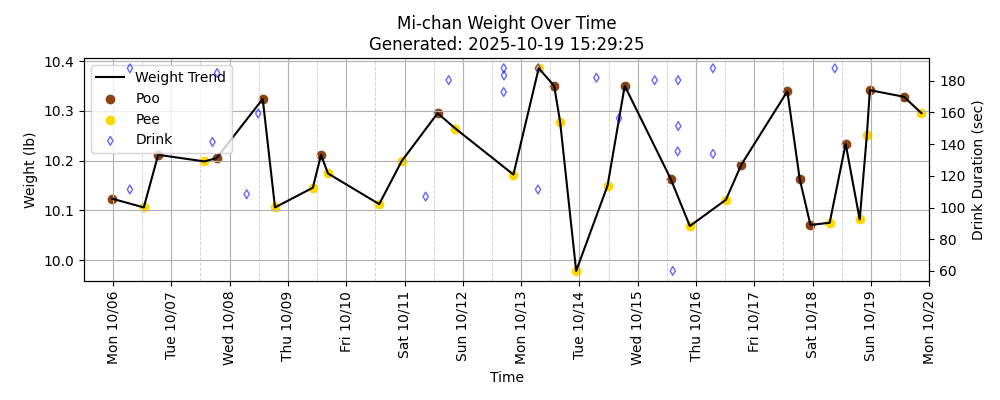 Mi-chan Weight Over Time
Generated: 2025-10-19 15:29:25
Weight (lb)
10.4
10.3
10.2
10.1
10.0
Weight Trend
Poo
Pee
Drink
180
160
140
120
100
80
60
Drink Duration (sec)
Mon 10/06
Tue 10/07
Wed 10/08
Thu 10/09
Fri 10/10
Sat 10/11
Sun 10/12
Mon 10/13
Tue 10/14
Wed 10/15
Thu 10/16
Fri 10/17
Sat 10/18
Sun 10/19
Mon 10/20
Time